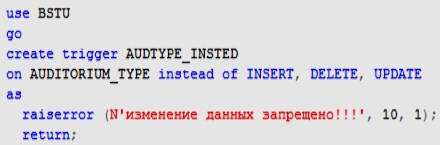 use BSTU
go
create trigger AUDTYPE_INSTED
on AUDITORIUM_TYPE instead of INSERT, DELETE, UPDATE
as
raiserror (N'изменение данных запрещено!!!', 10, 1);
return;